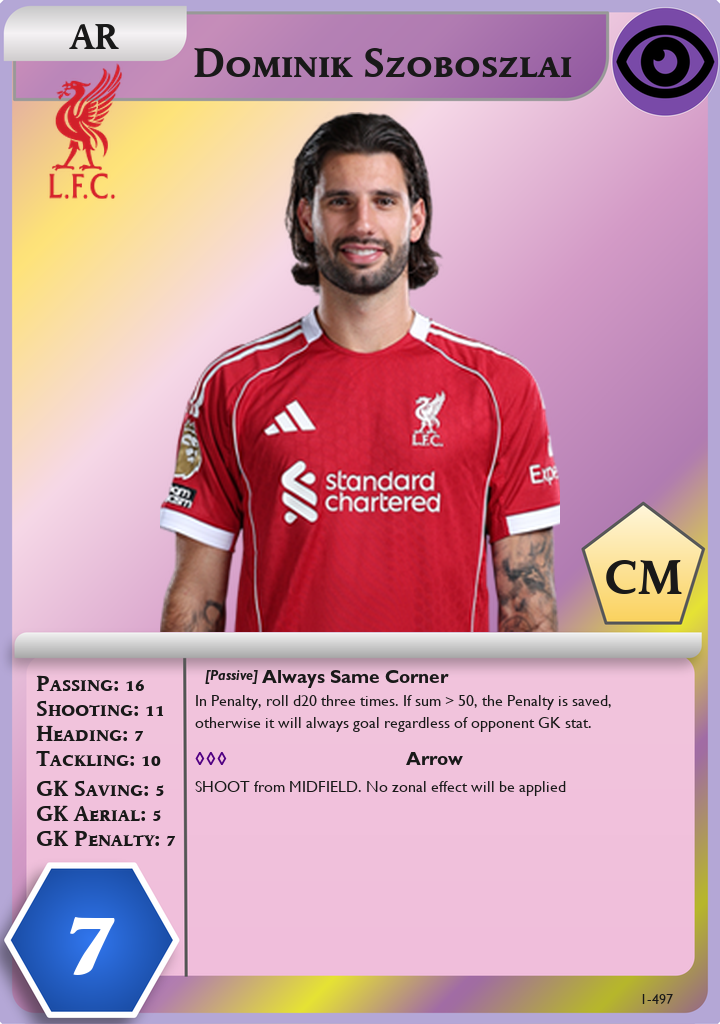 AR
Dominik Szoboszlai
L.F.C.
L.F.C.
standard
chartered
CM
Passing: 16
Shooting: 11
Heading: 7
Tackling: 10
GK Saving: 5
GK Aerial: 5
GK Penalty: 7
7
[Passive] Always Same Corner
In Penalty, roll d20 three times. If sum > 50, the Penalty is saved,
otherwise it will always goal regardless of opponent GK stat.
◊◊◊ Arrow
SHOOT from MIDFIELD. No zonal effect will be applied
1-497